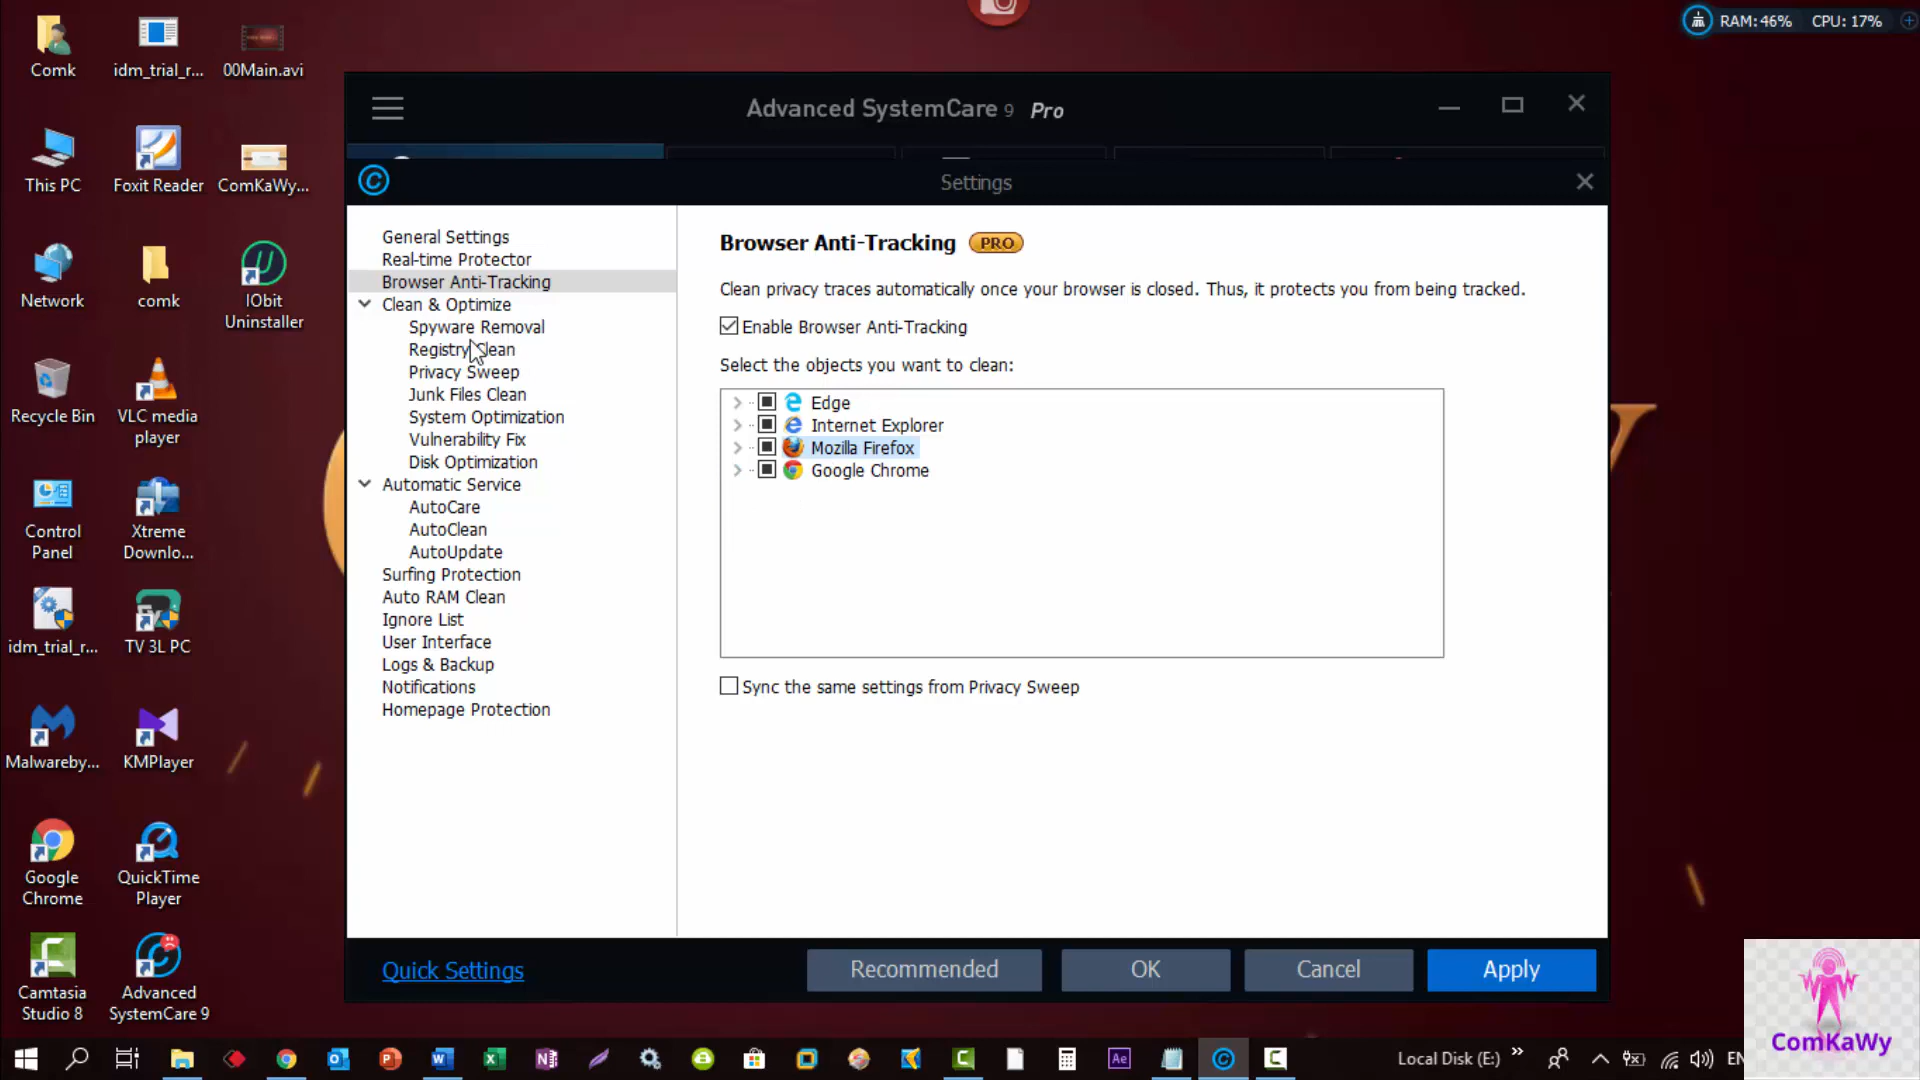 Comk
idm_trial_r...
00Main.avi
This PC
Foxit Reader
ComKaWy...
Network
comk
IObit
Uninstaller
Recycle Bin
VLC media
player
Control
Panel
Xtreme
Downlo...
idm_trial_r...
TV 3L PC
Malwareby...
KMPlayer
Google
Chrome
QuickTime
Player
Camtasia
Studio 8
Advanced
SystemCare 9
RAM: 46% CPU: 17%
Advanced SystemCare 9 Pro
Settings
General Settings
Real-time Protector
Browser Anti-Tracking
Clean & Optimize
Spyware Removal
Registry Clean
Privacy Sweep
Junk Files Clean
System Optimization
Vulnerability Fix
Disk Optimization
Automatic Service
AutoCare
AutoClean
AutoUpdate
Surfing Protection
Auto RAM Clean
Ignore List
User Interface
Logs & Backup
Notifications
Homepage Protection
Browser Anti-Tracking PRO
Clean privacy traces automatically once your browser is closed. Thus, it protects you from being tracked.
Enable Browser Anti-Tracking
Select the objects you want to clean:
Edge
Internet Explorer
Mozilla Firefox
Google Chrome
Sync the same settings from Privacy Sweep
Quick Settings
Recommended
OK
Cancel
Apply
ComKaWy
Ae
Local Disk (E:)